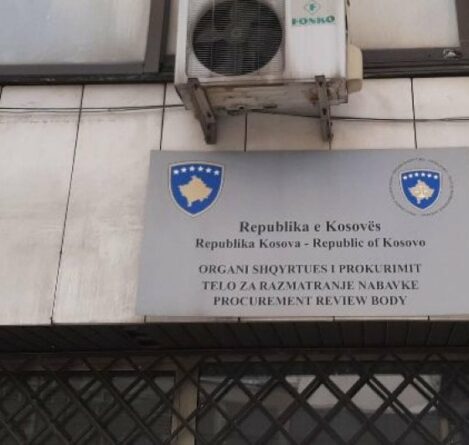 FONKO
Republika e Kosovës
Republika Kosova - Republic of Kosovo
ORGANI SHQYRTUES I PROKURIMIT
TELO ZA RAZMATRANJE NABAVKE
PROCUREMENT REVIEW BODY